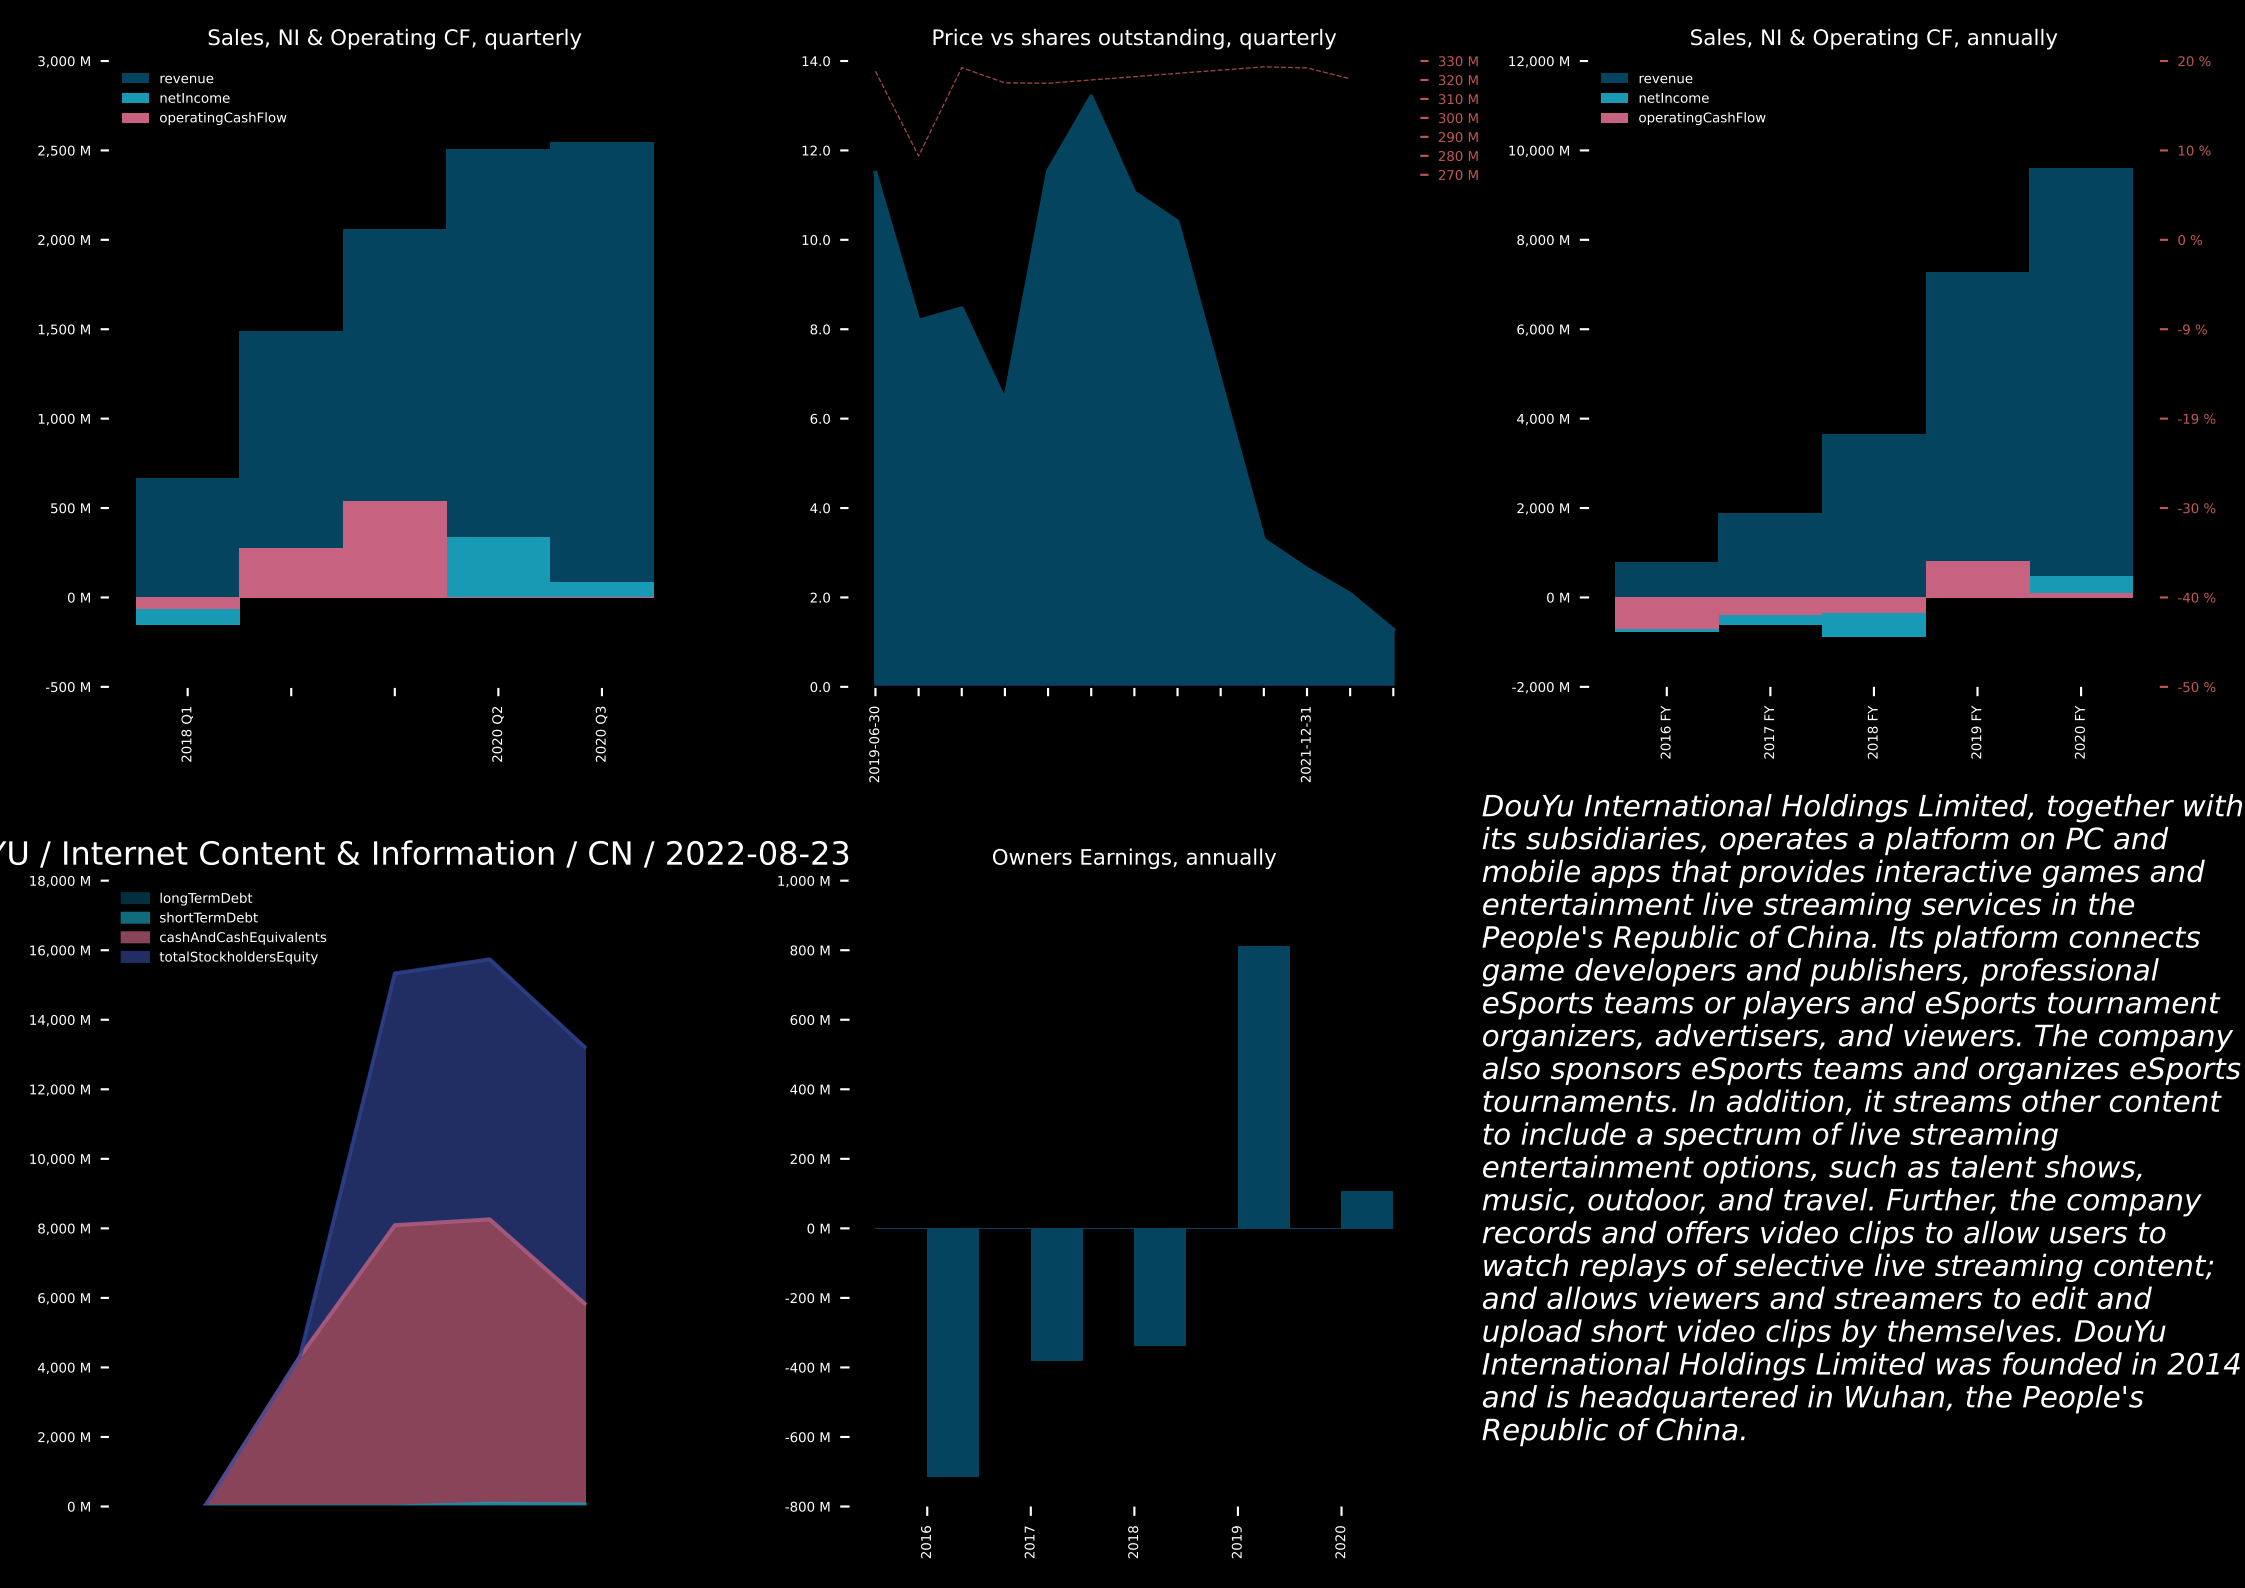 Sales, NI & Operating CF, quarterly
3,000 M
2,500 M
2,000 M
1,500 M
1,000 M
500 M
0 M
-500 M
revenue
netIncome
operatingCashFlow
2018 Q1
2020 Q2
2020 Q3
Price vs shares outstanding, quarterly
14.0
12.0
10.0
8.0
6.0
4.0
2.0
0.0
330 M
320 M
310 M
300 M
290 M
280 M
270 M
2019-06-30
2021-12-31
Sales, NI & Operating CF, annually
12,000 M
10,000 M
8,000 M
6,000 M
4,000 M
2,000 M
0 M
-2,000 M
revenue
netIncome
operatingCashFlow
20 %
10 %
0 %
-9 %
-19 %
-30 %
-40 %
-50 %
2016 FY
2017 FY
2018 FY
2019 FY
2020 FY
YU / Internet Content & Information / CN / 2022-08-23
18,000 M
16,000 M
14,000 M
12,000 M
10,000 M
8,000 M
6,000 M
4,000 M
2,000 M
0 M
longTermDebt
shortTermDebt
cashAndCashEquivalents
totalStockholdersEquity
Owners Earnings, annually
1,000 M
800 M
600 M
400 M
200 M
0 M
-200 M
-400 M
-600 M
-800 M
2016
2017
2018
2019
2020
DouYu International Holdings Limited, together with
its subsidiaries, operates a platform on PC and
mobile apps that provides interactive games and
entertainment live streaming services in the
People's Republic of China. Its platform connects
game developers and publishers, professional
eSports teams or players and eSports tournament
organizers, advertisers, and viewers. The company
also sponsors eSports teams and organizes eSports
tournaments. In addition, it streams other content
to include a spectrum of live streaming
entertainment options, such as talent shows,
music, outdoor, and travel. Further, the company
records and offers video clips to allow users to
watch replays of selective live streaming content;
and allows viewers and streamers to edit and
upload short video clips by themselves. DouYu
International Holdings Limited was founded in 2014
and is headquartered in Wuhan, the People's
Republic of China.